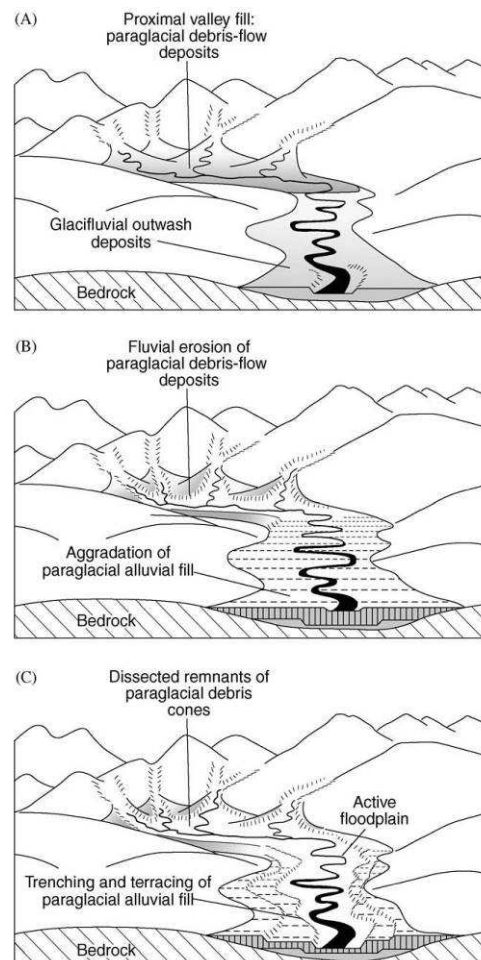 (A)
Proximal valley fill:
paraglacial debris-flow
deposits
Glacifluvial outwash
deposits
Bedrock
(B)
Fluvial erosion of
paraglacial debris-flow
deposits
Aggradation of
paraglacial alluvial fill
Bedrock
(C)
Dissected remnants of
paraglacial debris
cones
Active
floodplain
Trenching and terracing of
paraglacial alluvial fill
Bedrock